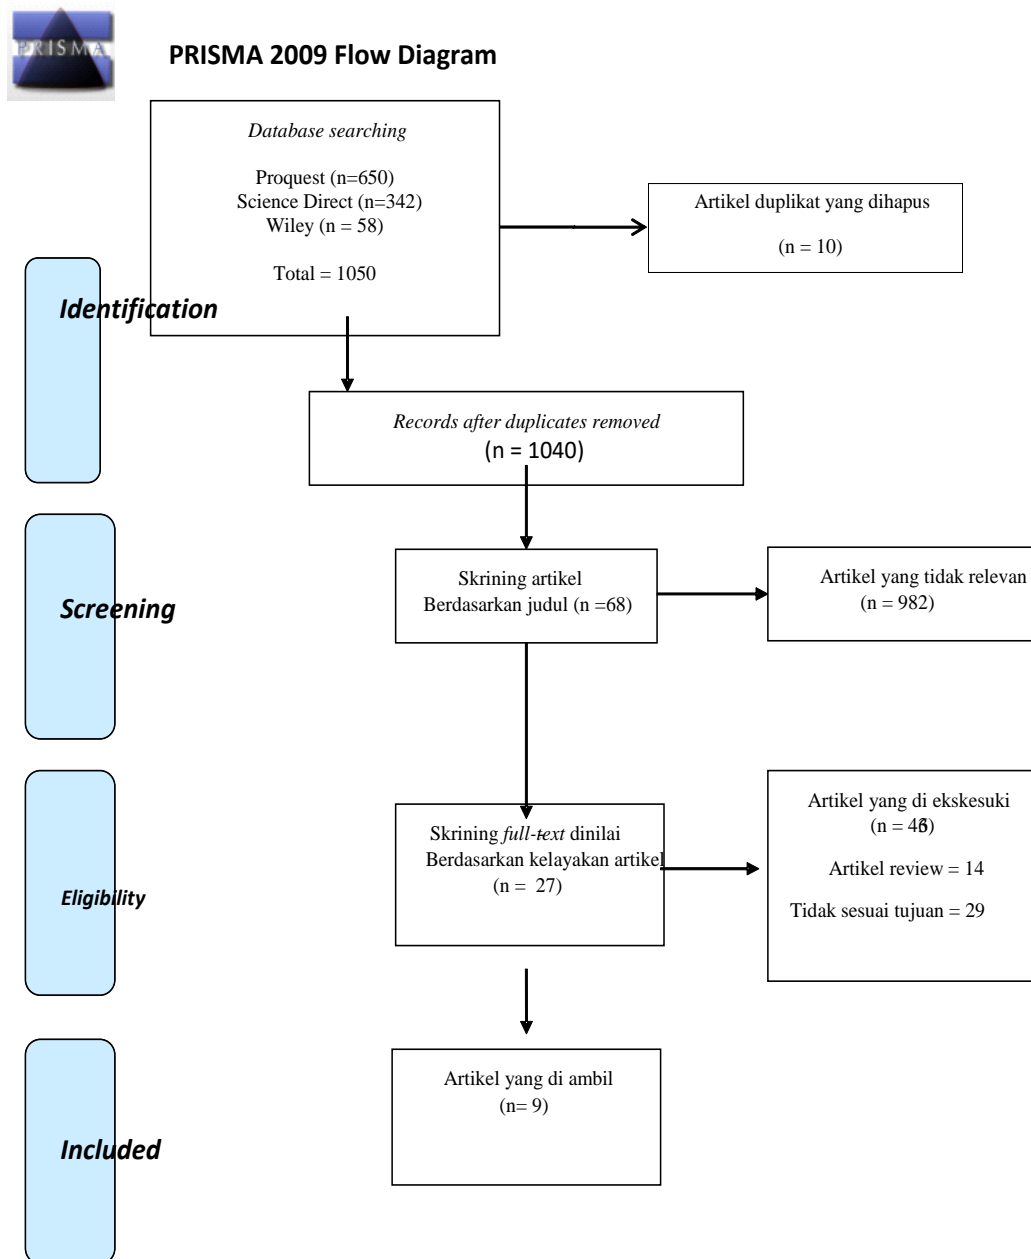 PRISMA
PRISMA 2009 Flow Diagram
Database searching
Proquest (n=650)
Science Direct (n=342)
Wiley (n = 58)
Total = 1050
Artikel duplikat yang dihapus
(n = 10)
Identification
Records after duplicates removed
(n = 1040)
Screening
Skrining artikel
Berdasarkan judul (n =68)
Artikel yang tidak relevan
(n = 982)
Eligibility
Skrining full-text dinilai
Berdasarkan kelayakan artikel
(n = 27)
Artikel yang di ekskesuki
(n =
Artikel review = 14
Tidak sesuai tujuan = 29
Included
Artikel yang di ambil
(n= 9)